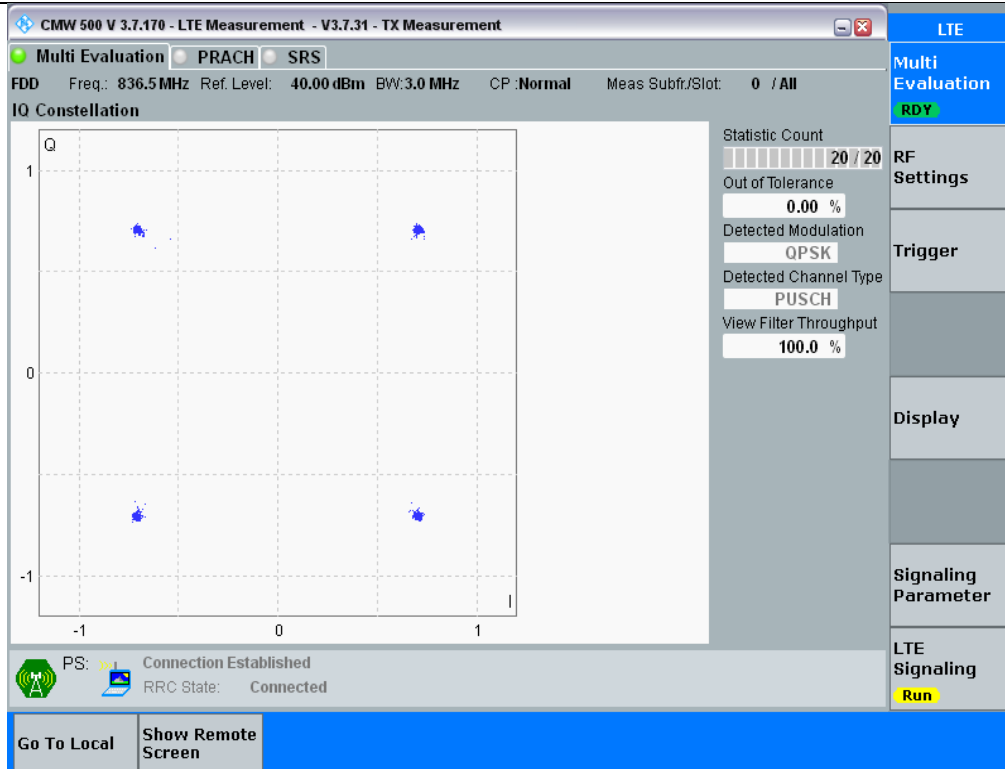 CMW 500 V 3.7.170 - LTE Measurement - V3.7.31 - TX Measurement
LTE
Multi Evaluation PRACH SRS
FDD Freq.: 836.5 MHz Ref. Level: 40.00 dBm BW:3.0 MHz CP :Normal Meas Subfr./Slot: 0 / All
IQ Constellation
Q
1
0
-1
-1 0 1
I
Statistic Count
20 / 20
Out of Tolerance
0.00 %
Detected Modulation
QPSK
Detected Channel Type
PUSCH
View Filter Throughput
100.0 %
Multi
Evaluation
RDY
RF
Settings
Trigger
Display
Signaling
Parameter
LTE
Signaling
Run
PS: Connection Established
RRC State: Connected
Go To Local
Show Remote
Screen